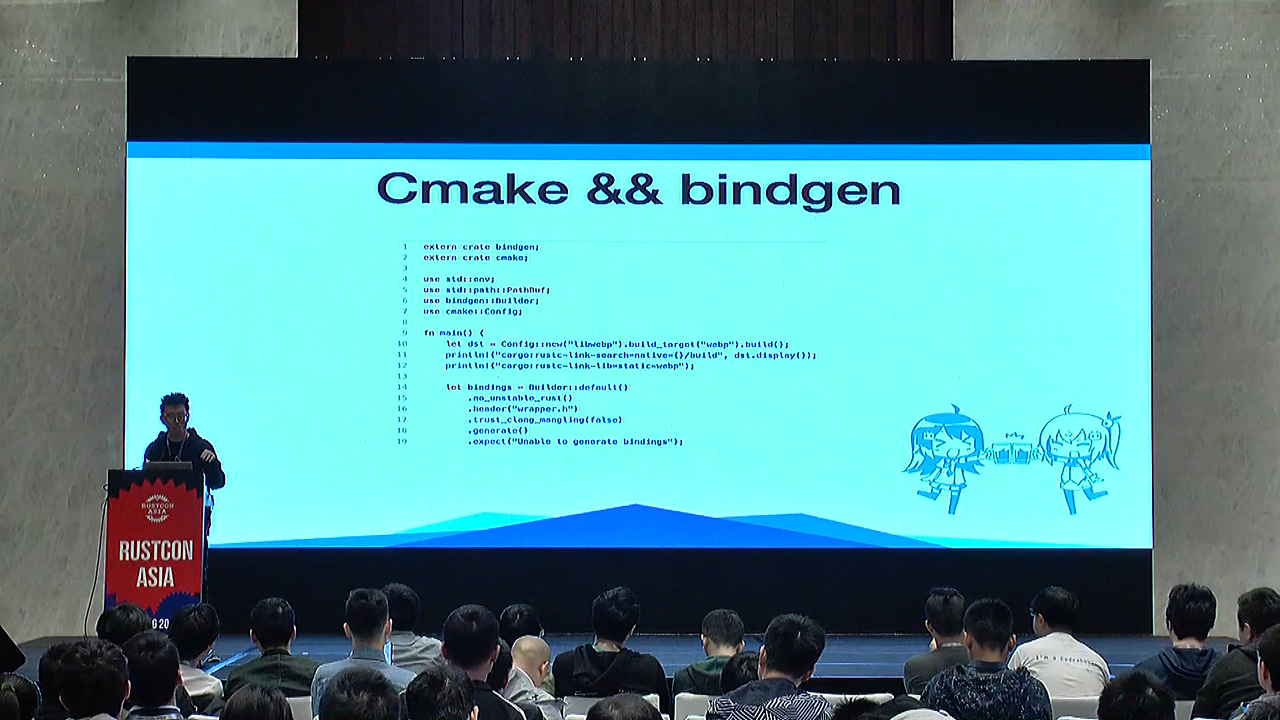 Cmake && bindgen
1 extern crate bindgen;
2 extern crate cmake;
3
4 use std::env;
5 use std::path::PathBuf;
6 use bindgen::Builder;
7 use cmake::Config;
8
9 fn main() {
10 let dst = Config::new("libwebp").build_target("webp").build();
11 println!("cargo:rustc-link-search=native={}/build", dst.display());
12 println!("cargo:rustc-link-lib=static=webp");
13
14 let bindings = Builder::default()
15 .no_unstable_rust()
16 .header("wrapper.h")
17 .trust_clang_mangling(false)
18 .generate()
19 .expect("Unable to generate bindings");
RUSTCON
ASIA
RUSTCON
ASIA